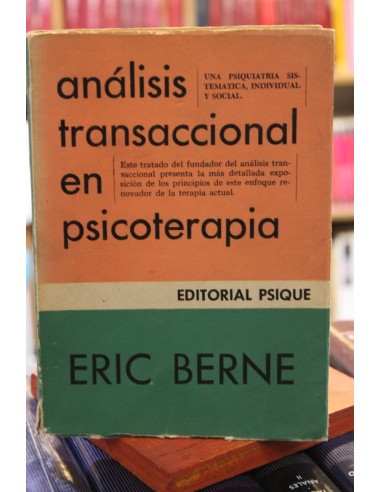 análisis
UNA PSIQUIATRIA SIS-
TEMATICA, INDIVIDUAL
Y SOCIAL.
transaccional
Este tratado del fundador del análisis tran-
saccional presenta la más detallada expo-
sición de los principios de este enfoque re-
novador de la terapia actual.
en
psicoterapia
EDITORIAL PSIQUE
ERIC BERNE
ANALES
II